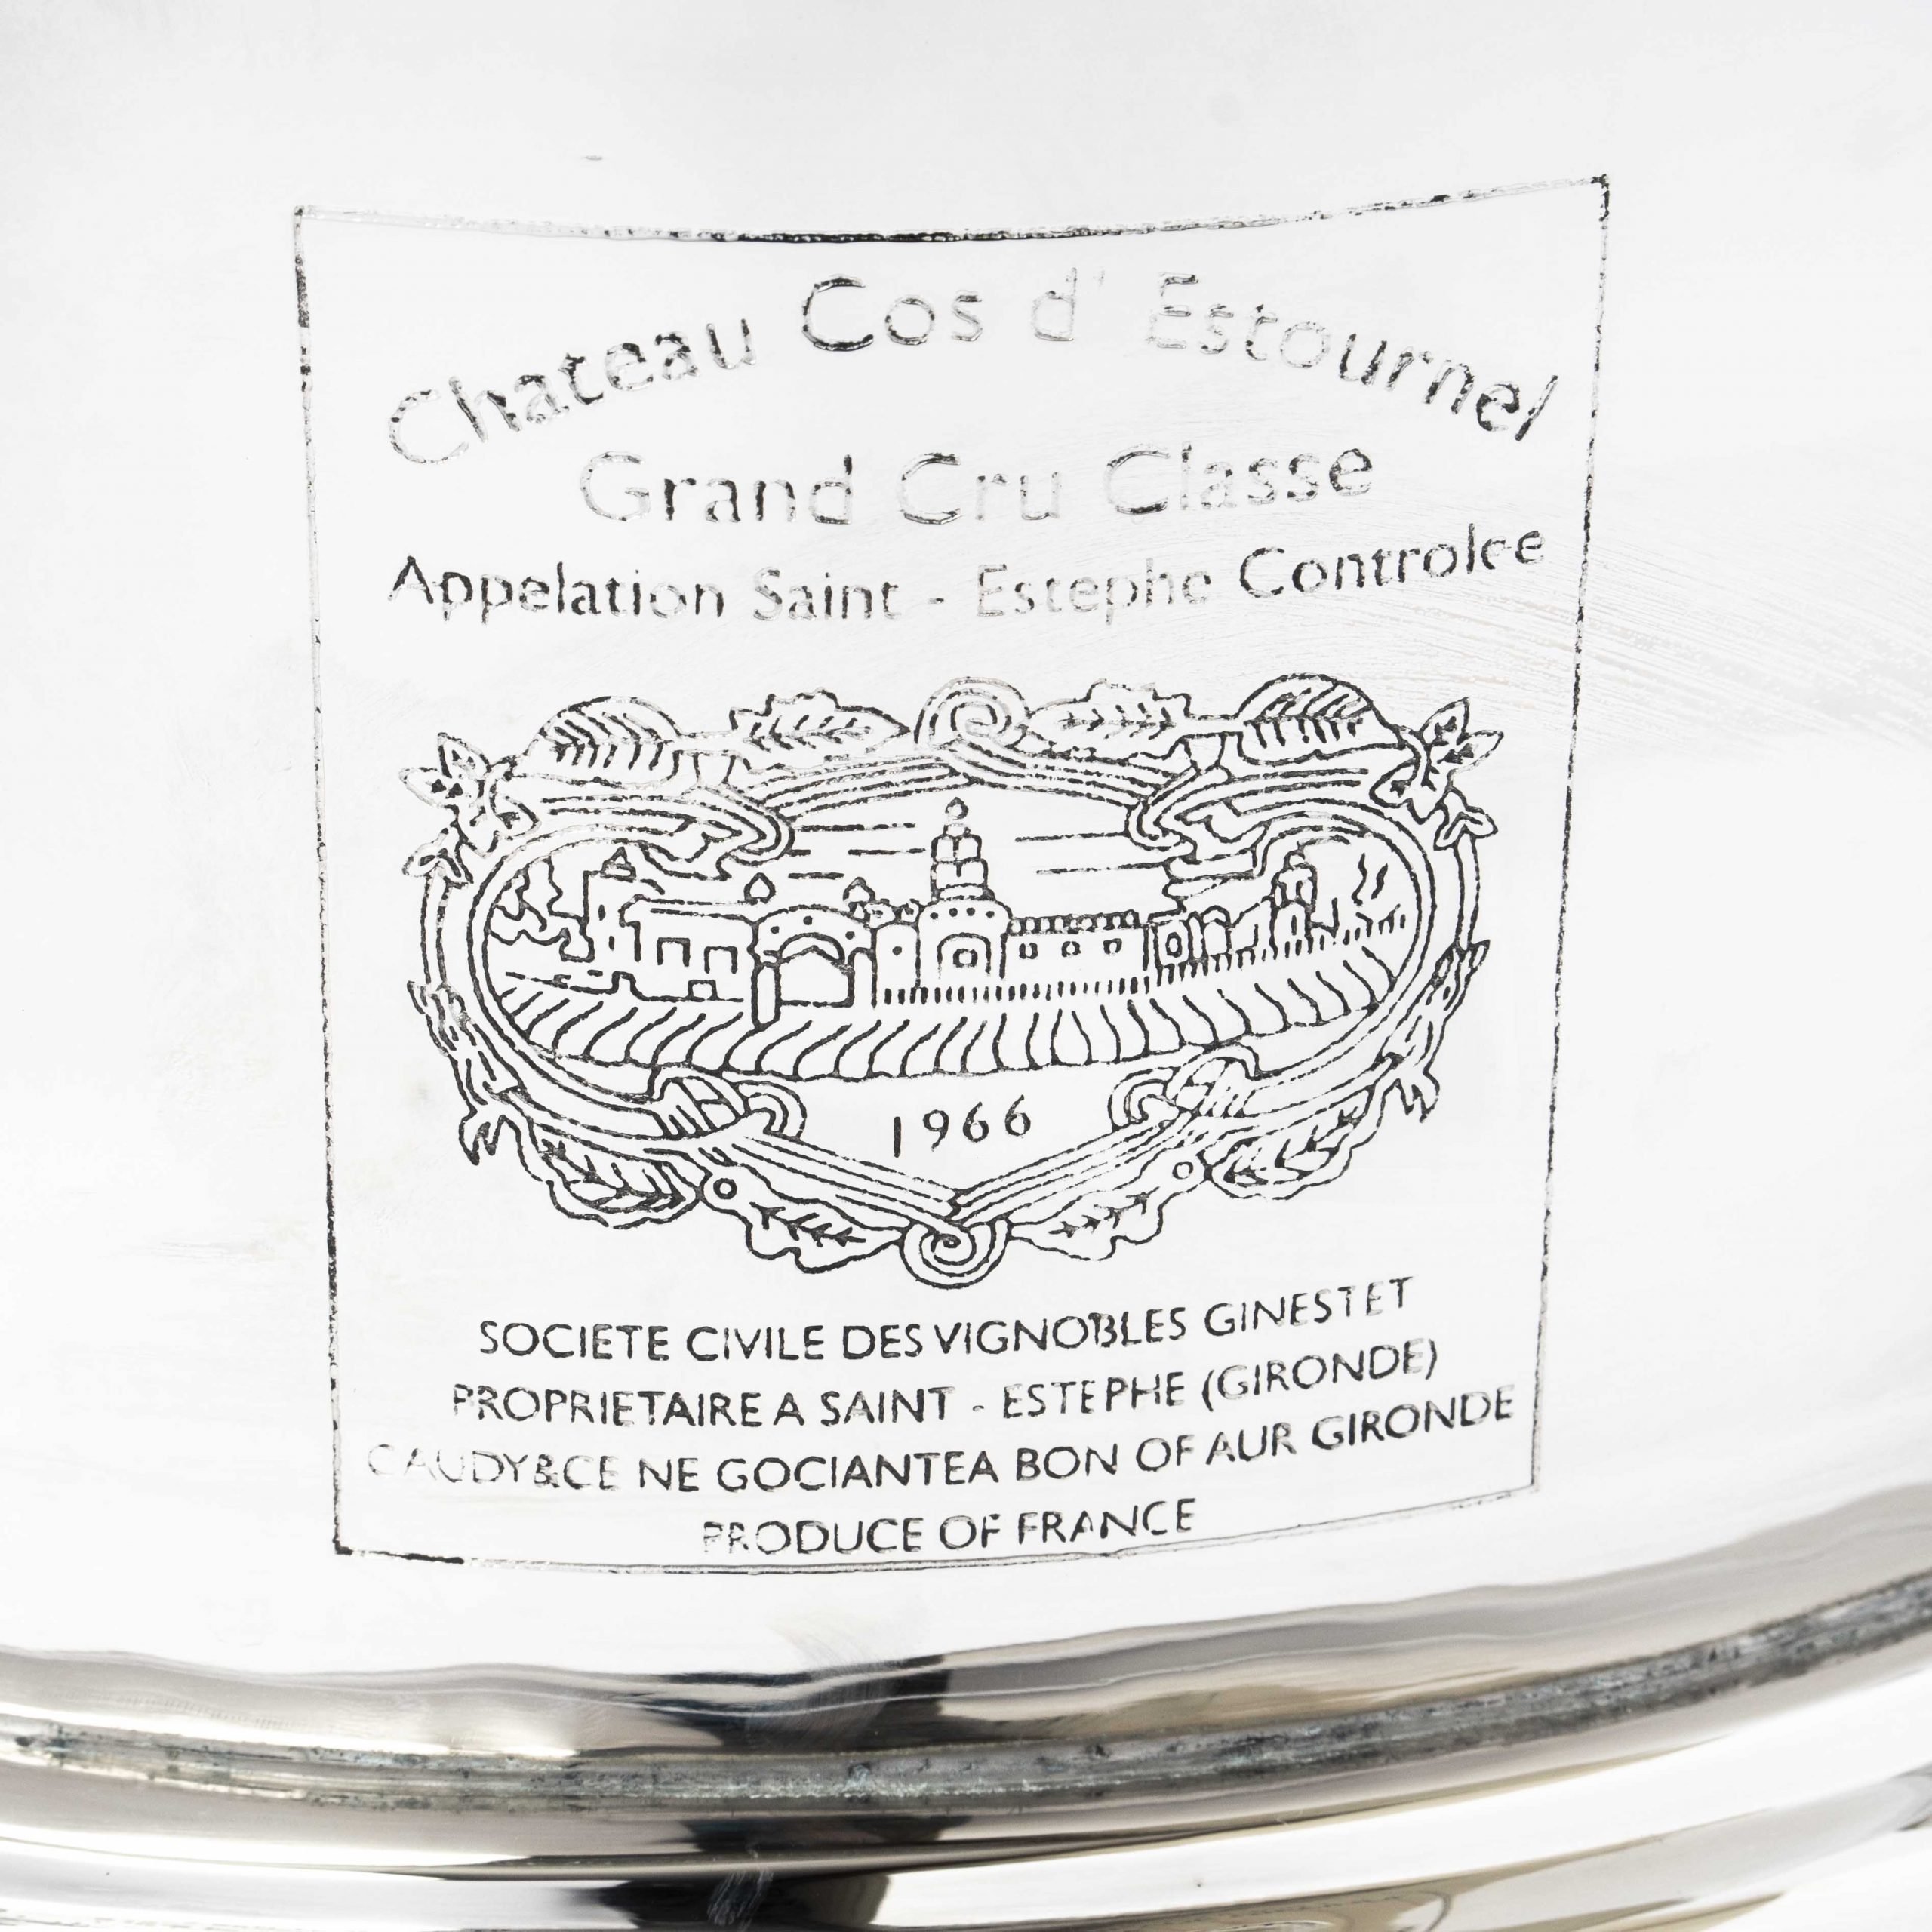 Chateau Cos d' Estournel
Grand Cru Classe
Appelation Saint - Estephe Controlee
1966
SOCIETE CIVILE DES VIGNOBLES GINESTET
PROPRIETAIRE A SAINT - ESTEPHE (GIRONDE)
CAUDY&CE NE GOCIANTEA BON OF AUR GIRONDE
PRODUCE OF FRANCE